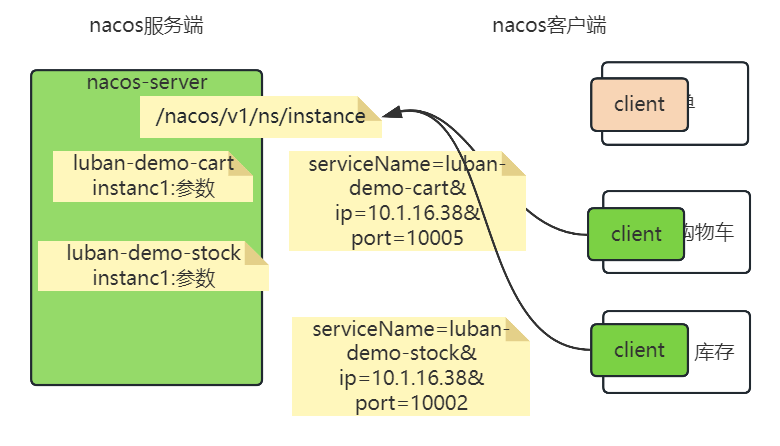 nacos服务端
nacos客户端
nacos-server
/nacos/v1/ns/instance
luban-demo-cart
instanc1:参数
luban-demo-stock
instanc1:参数
serviceName=luban-
demo-cart&
ip=10.1.16.38&
port=10005
serviceName=luban-
demo-stock&
ip=10.1.16.38&
port=10002
client
client
购物车
client
库存